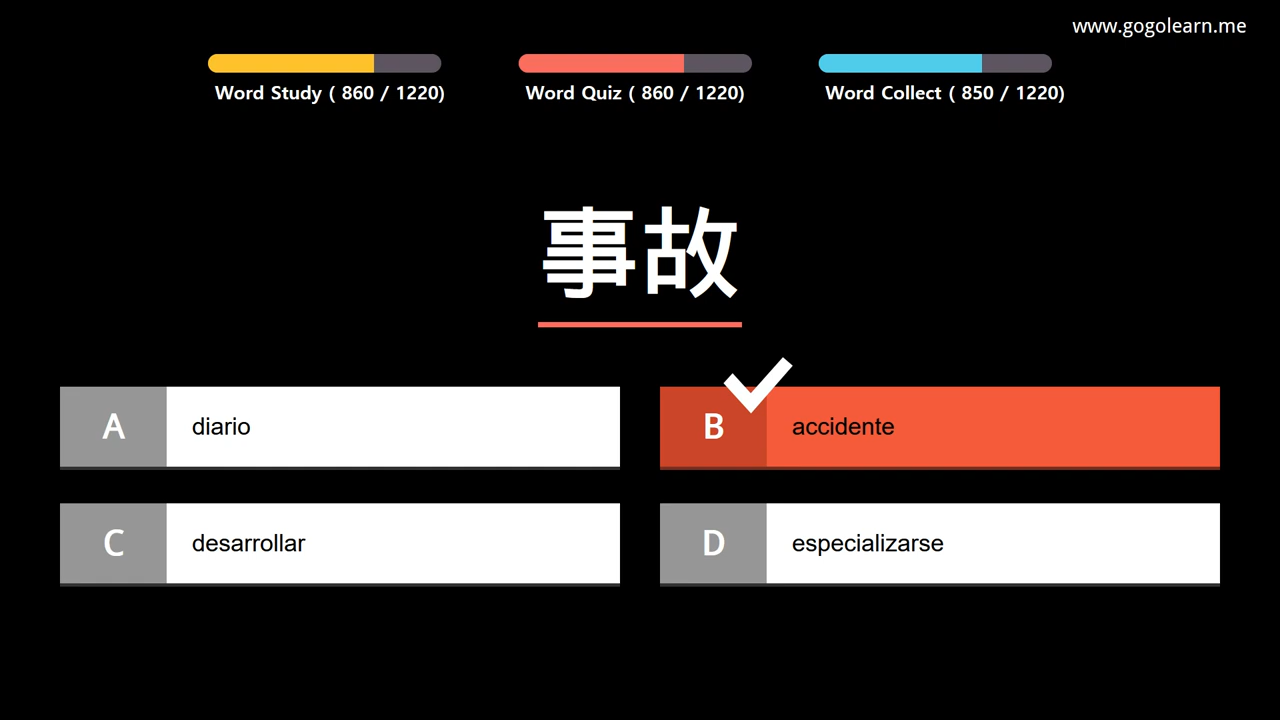 www.gogolearn.me
Word Study ( 860 / 1220)
Word Quiz ( 860 / 1220)
Word Collect ( 850 / 1220)
事故
A diario
B accidente
C desarrollar
D especializarse